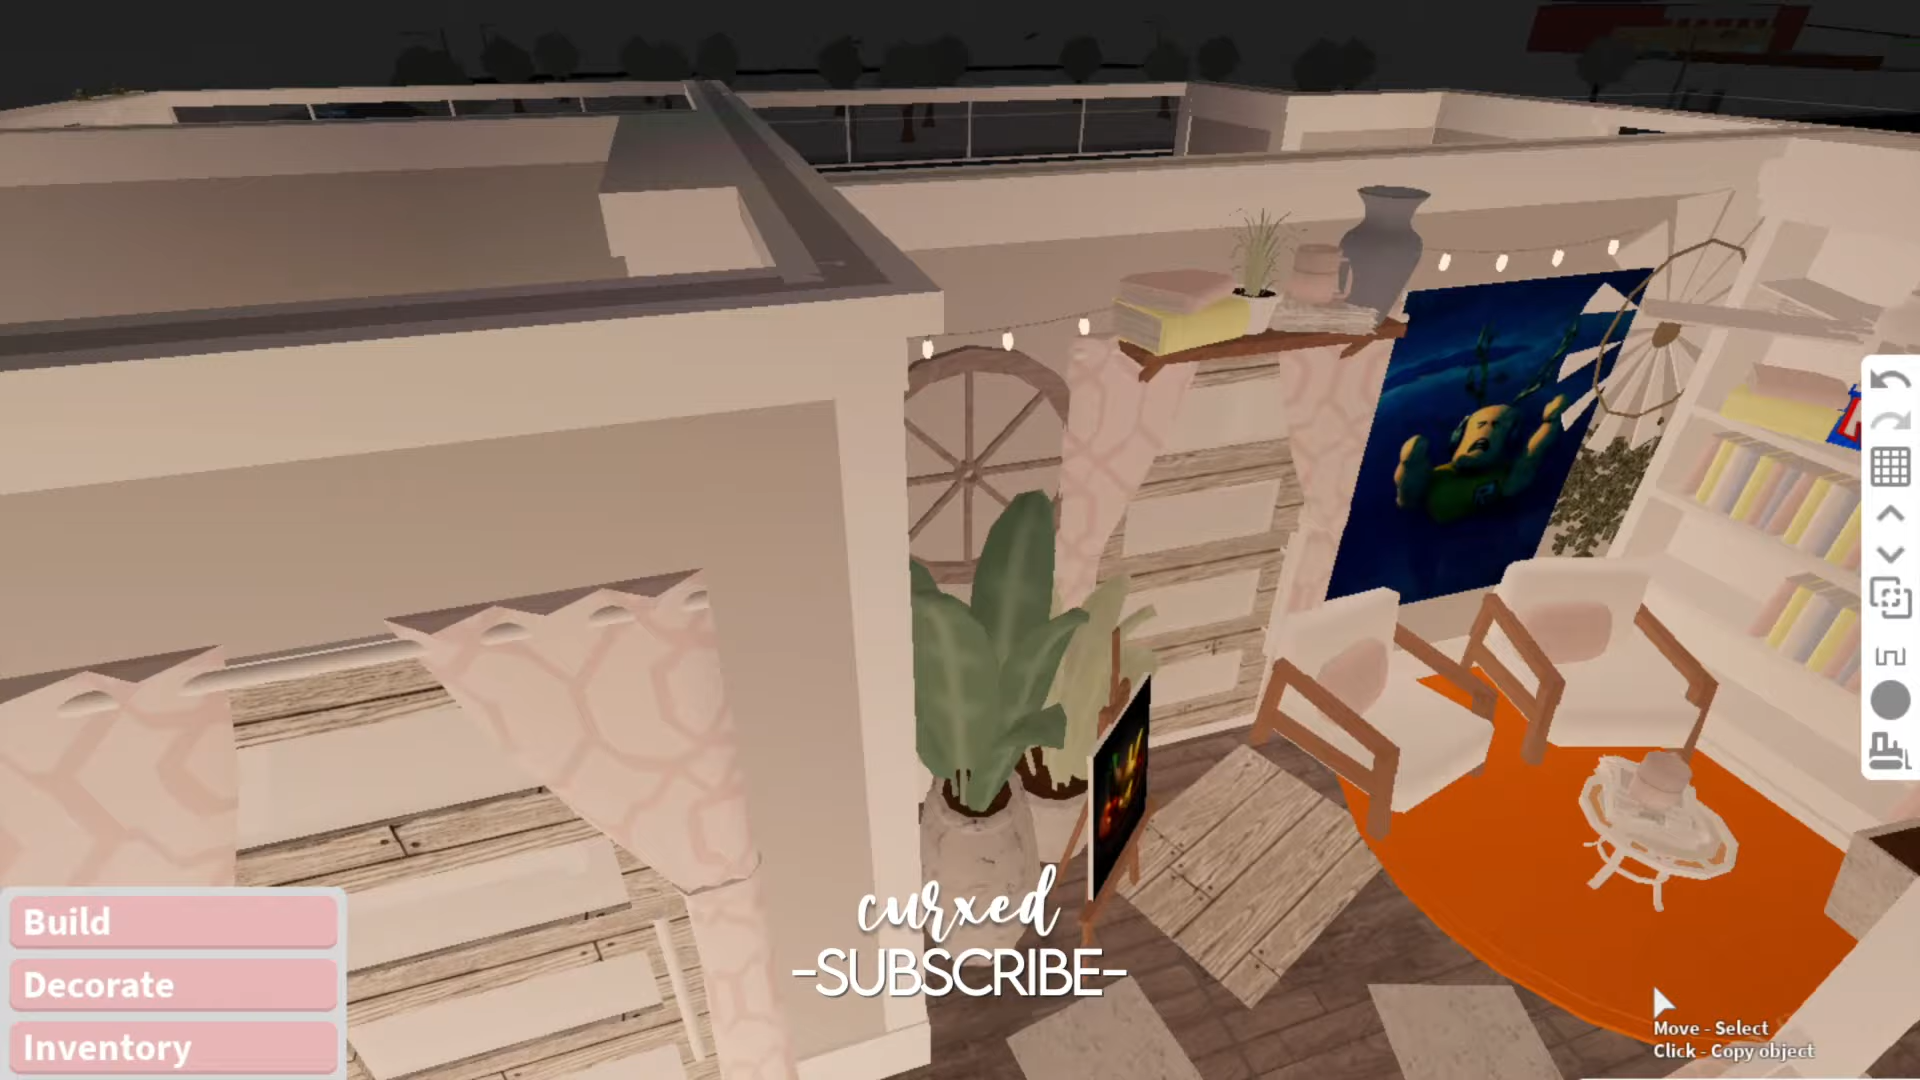 Build
Decorate
Inventory
curxed
-SUBSCRIBE-
Move - Select
Click - Copy object